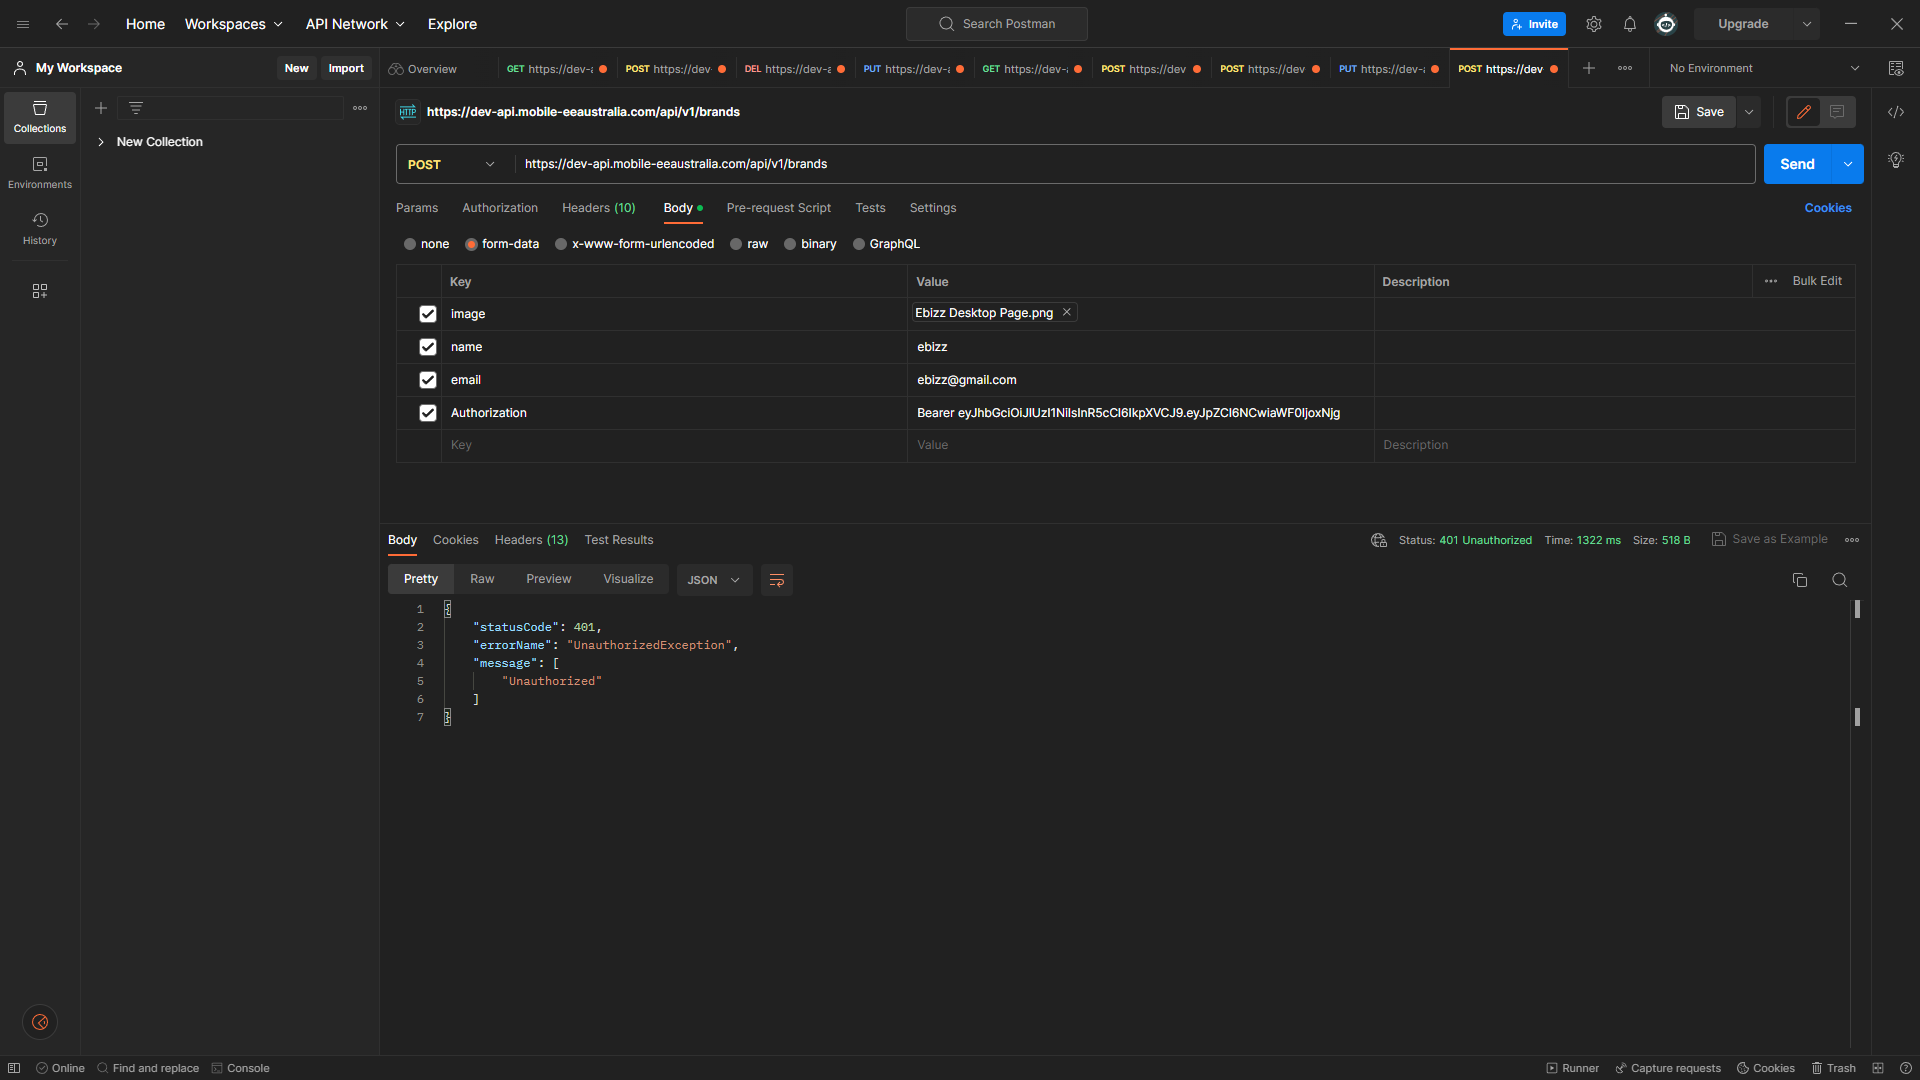 Home Workspaces API Network Explore Search Postman Invite Upgrade
My Workspace New Import Overview GET https://dev-a POST https://dev- DEL https://dev-a PUT https://dev-a GET https://dev-a POST https://dev POST https://dev PUT https://dev-a POST https://dev No Environment
Collections
New Collection
Environments
History
HTTP https://dev-api.mobile-eeaustralia.com/api/v1/brands Save
POST https://dev-api.mobile-eeaustralia.com/api/v1/brands Send
Params Authorization Headers (10) Body Pre-request Script Tests Settings Cookies
none form-data x-www-form-urlencoded raw binary GraphQL
Key Value Description Bulk Edit
image Ebizz Desktop Page.png
name ebizz
email ebizz@gmail.com
Authorization Bearer eyJhbGciOiJIUzI1NiIsInR5cCI6IkpXVCJ9.eyJpZCI6NCwiaWF0IjoxNjg
Key Value Description
Body Cookies Headers (13) Test Results Status: 401 Unauthorized Time: 1322 ms Size: 518 B Save as Example
Pretty Raw Preview Visualize JSON
1 {
2 "statusCode": 401,
3 "errorName": "UnauthorizedException",
4 "message": [
5 "Unauthorized"
6 ]
7 }
Online Find and replace Console Runner Capture requests Cookies Trash